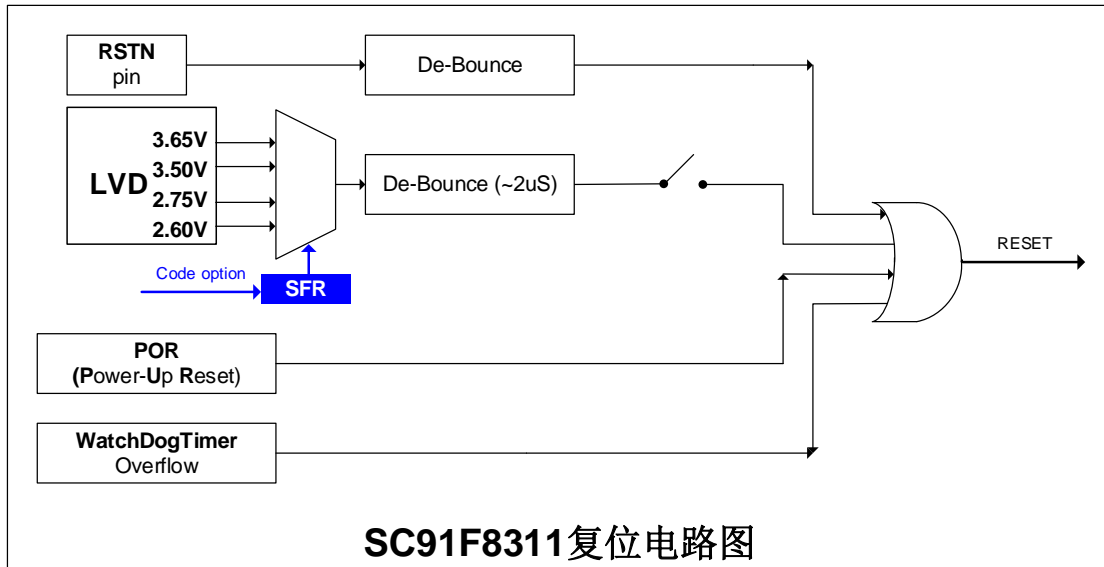 RSTN
pin
De-Bounce
LVD
3.65V
3.50V
2.75V
2.60V
De-Bounce (~2uS)
Code option
SFR
RESET
POR
(Power-Up Reset)
WatchDogTimer
Overflow
SC91F8311复位电路图